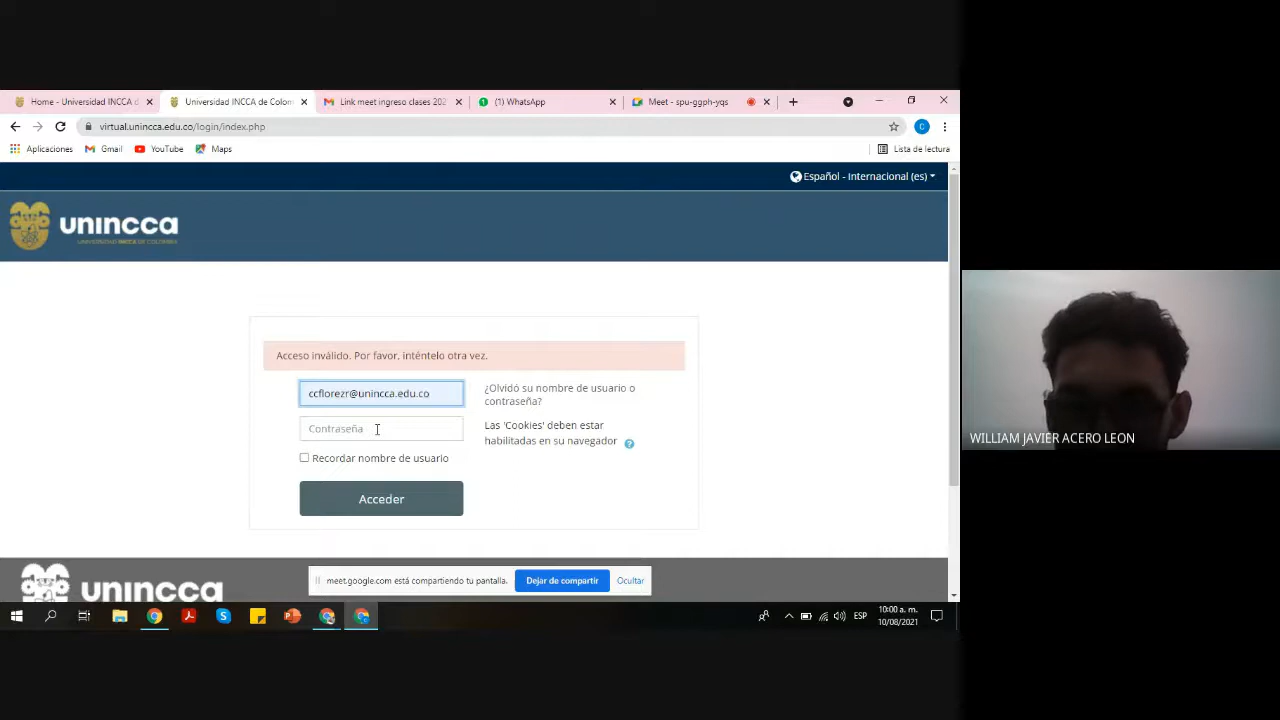 Home - Universidad INCCA d
Universidad INCCA de Colom
Link meet ingreso clases 202
(1) WhatsApp
Meet - spu-ggph-yqs
virtual.unincca.edu.co/login/index.php
C
Aplicaciones
Gmail
YouTube
Maps
Lista de lectura
Español - Internacional (es)
unincca
UNIVERSIDAD INCCA DE COLOMBIA
Acceso inválido. Por favor, inténtelo otra vez.
ccflorezr@unincca.edu.co
¿Olvidó su nombre de usuario o
contraseña?
Contraseña
Las 'Cookies' deben estar
habilitadas en su navegador
Recordar nombre de usuario
Acceder
WILLIAM JAVIER ACERO LEON
unincca
meet.google.com está compartiendo tu pantalla.
Dejar de compartir
Ocultar
ESP
10:00 a. m.
10/08/2021